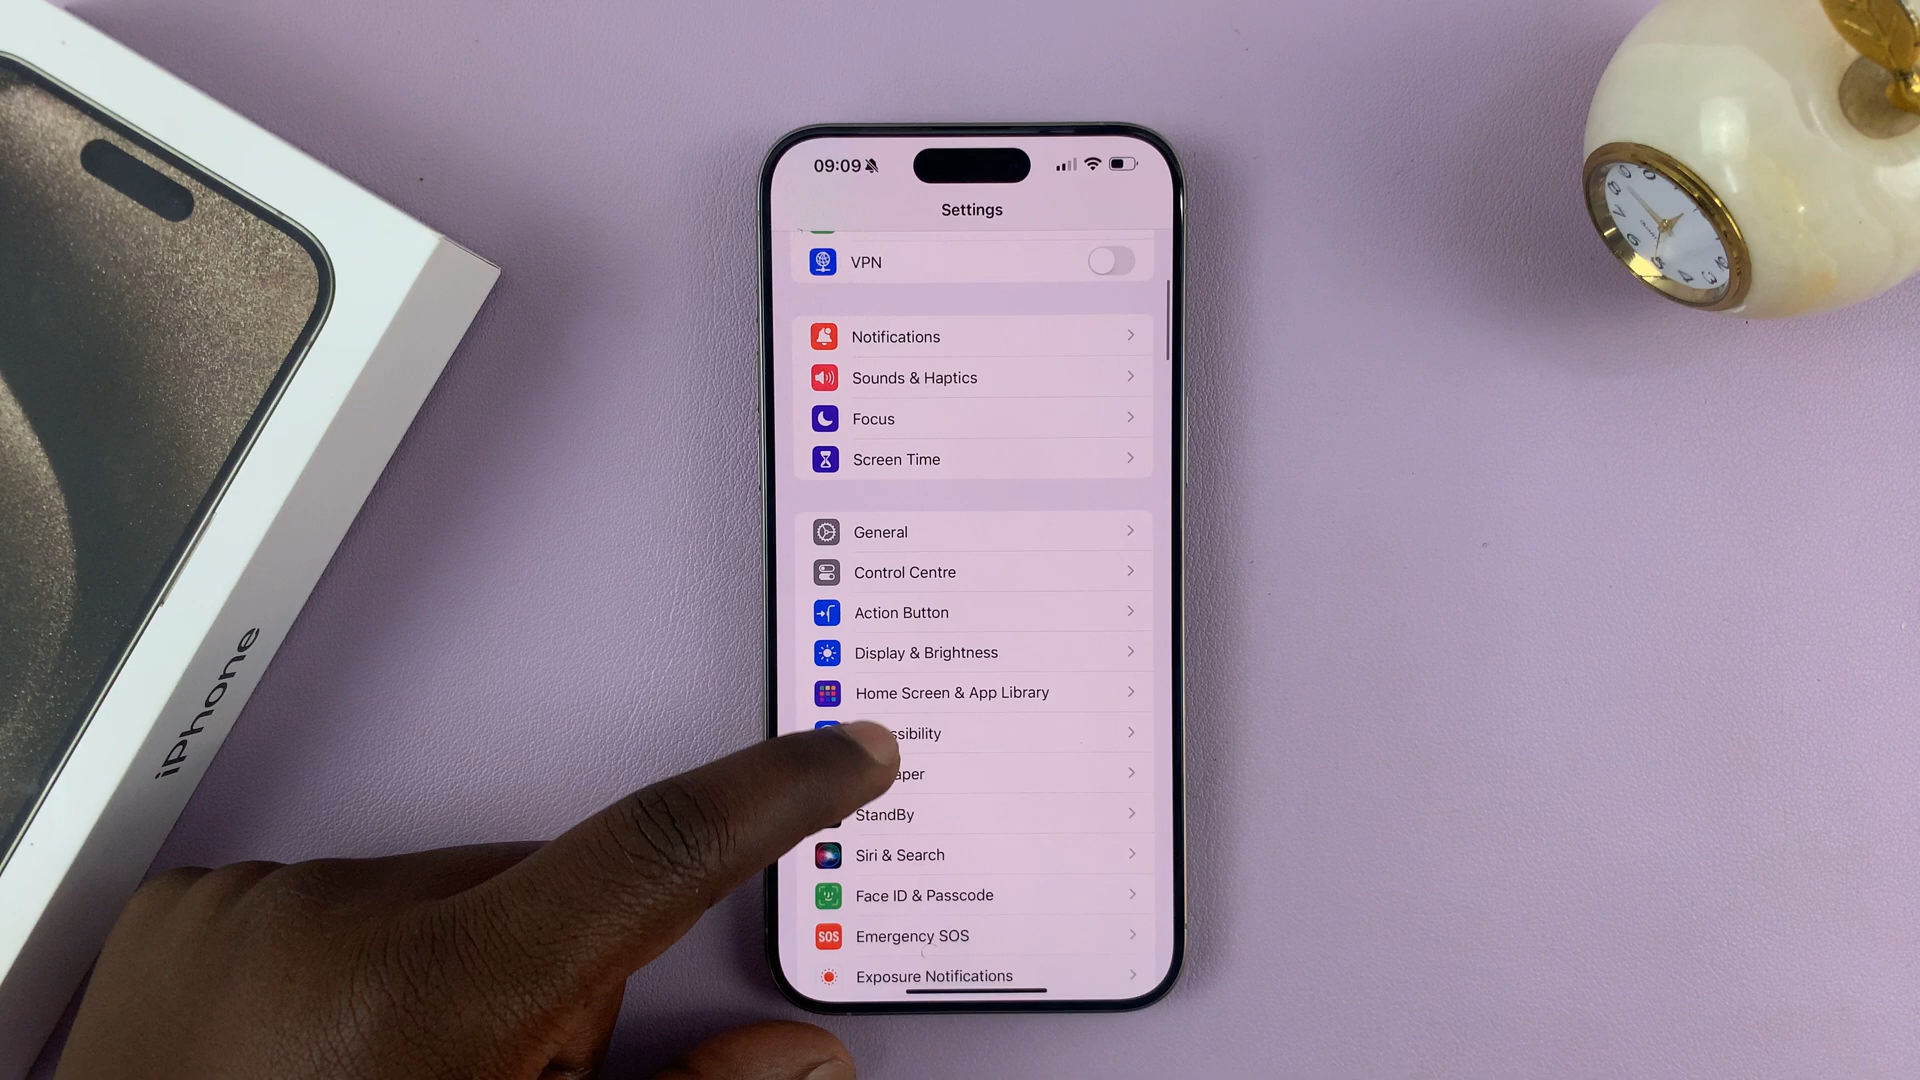 09:09
Settings
VPN
Notifications
Sounds & Haptics
Focus
Screen Time
General
Control Centre
Action Button
Display & Brightness
Home Screen & App Library
ssibility
aper
StandBy
Siri & Search
Face ID & Passcode
SOS Emergency SOS
Exposure Notifications
iPhone